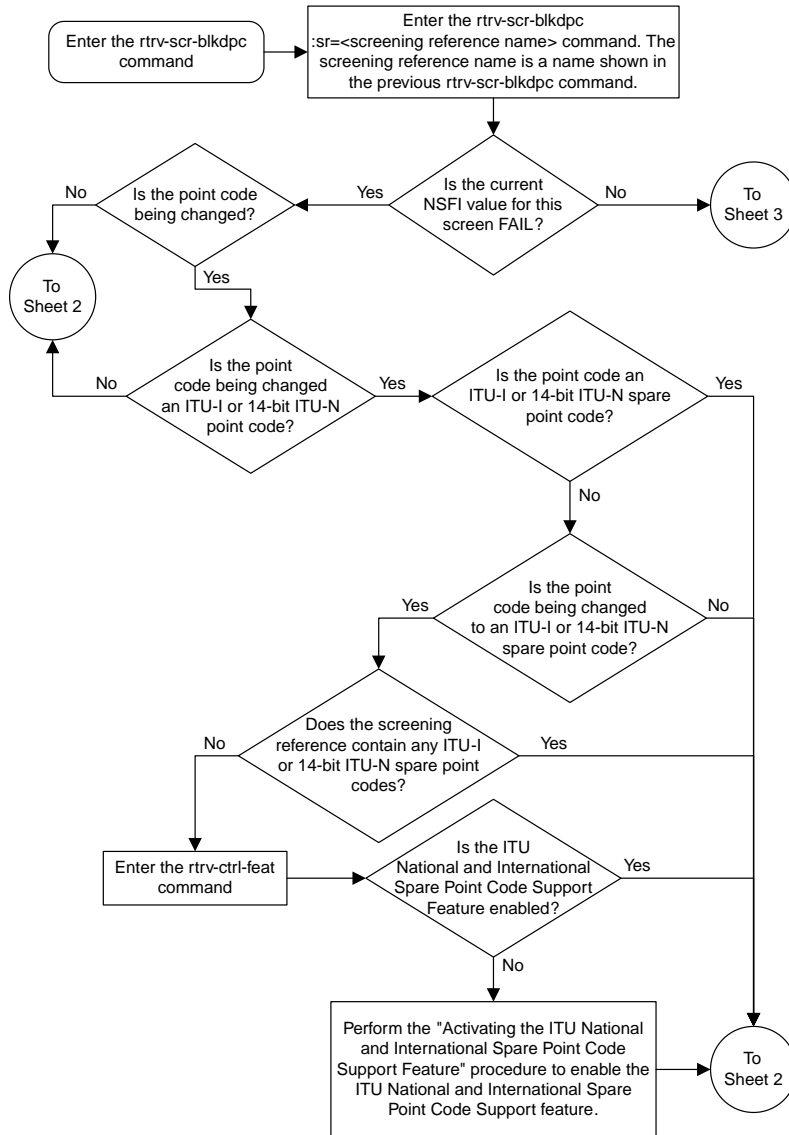 Enter the rtrv-scr-blkdpc
command
Enter the rtrv-scr-blkdpc
:sr=<screening reference name> command. The
screening reference name is a name shown in
the previous rtrv-scr-blkdpc command.
No
Is the point code
being changed?
Yes
Is the current
NSFI value for this
screen FAIL?
No
To
Sheet 3
To
Sheet 2
Yes
No
Is the point
code being changed
an ITU-I or 14-bit ITU-N
point code?
Yes
Is the point code an
ITU-I or 14-bit ITU-N spare
point code?
Yes
No
Yes
Is the point
code being changed
to an ITU-I or 14-bit ITU-N
spare point code?
No
No
Does the screening
reference contain any ITU-I
or 14-bit ITU-N spare point
codes?
Yes
Enter the rtrv-ctrl-feat
command
Is the ITU
National and International
Spare Point Code Support
Feature enabled?
Yes
No
Perform the "Activating the ITU National
and International Spare Point Code
Support Feature" procedure to enable the
ITU National and International Spare
Point Code Support feature.
To
Sheet 2